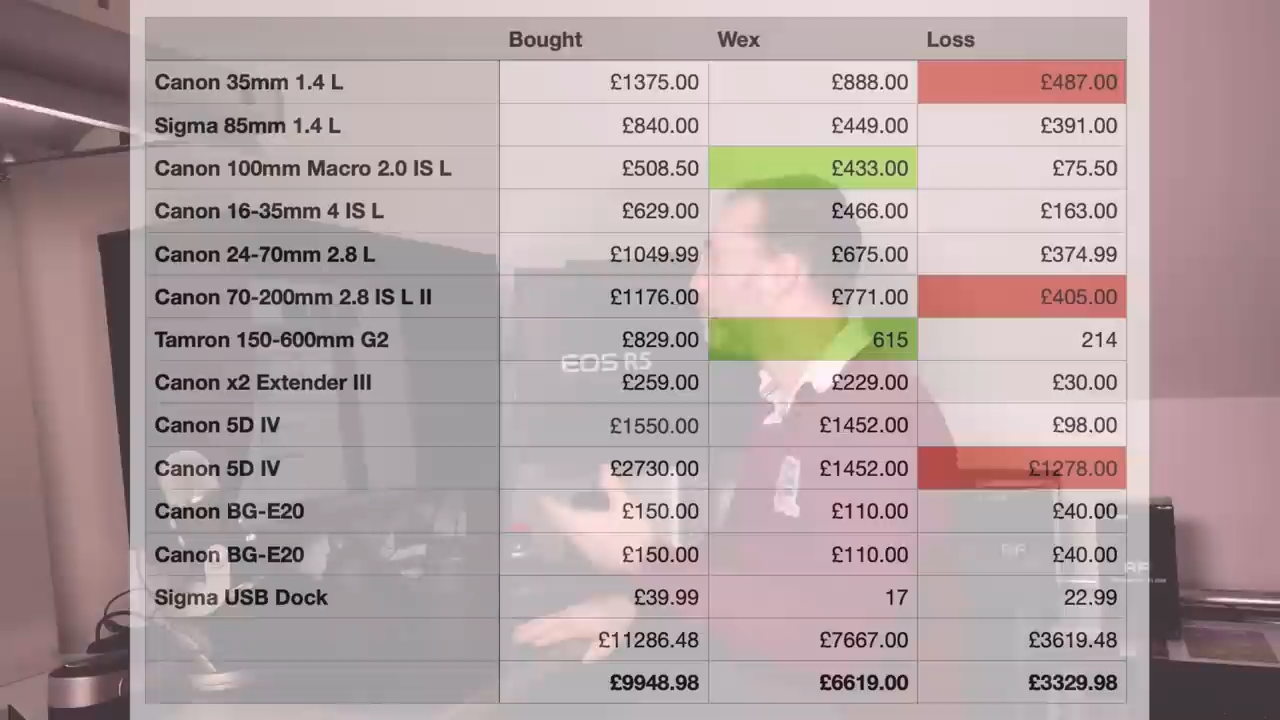 Bought Wex Loss
Canon 35mm 1.4 L £1375.00 £888.00 £487.00
Sigma 85mm 1.4 L £840.00 £449.00 £391.00
Canon 100mm Macro 2.0 IS L £508.50 £433.00 £75.50
Canon 16-35mm 4 IS L £629.00 £466.00 £163.00
Canon 24-70mm 2.8 L £1049.99 £675.00 £374.99
Canon 70-200mm 2.8 IS L II £1176.00 £771.00 £405.00
Tamron 150-600mm G2 £829.00 615 214
EOS R5
Canon x2 Extender III £259.00 £229.00 £30.00
Canon 5D IV £1550.00 £1452.00 £98.00
Canon 5D IV £2730.00 £1452.00 £1278.00
Canon BG-E20 £150.00 £110.00 £40.00
Canon BG-E20 £150.00 £110.00 £40.00
RF
RF
Sigma USB Dock £39.99 17 22.99
£11286.48 £7667.00 £3619.48
£9948.98 £6619.00 £3329.98